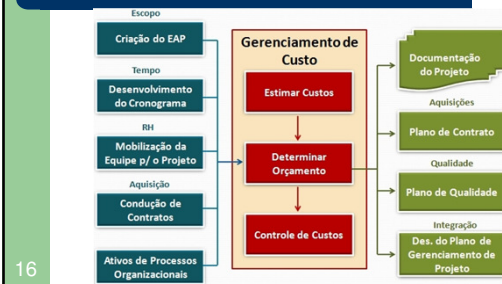 Escopo
Criação do EAP
Tempo
Desenvolvimento
do Cronograma
RH
Mobilização da
Equipe p/ o Projeto
Aquisição
Condução de
Contratos
Ativos de Processos
Organizacionais
Gerenciamento de
Custo
Estimar Custos
Determinar
Orçamento
Controle de Custos
Documentação
do Projeto
Aquisições
Plano de Contrato
Qualidade
Plano de Qualidade
Integração
Des. do Plano de
Gerenciamento de
Projeto
16